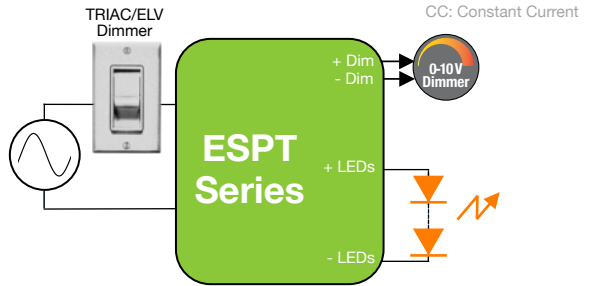 CC: Constant Current
TRIAC/ELV
Dimmer
+ Dim
- Dim
0-10V
Dimmer
ESPT
Series
+ LEDs
- LEDs